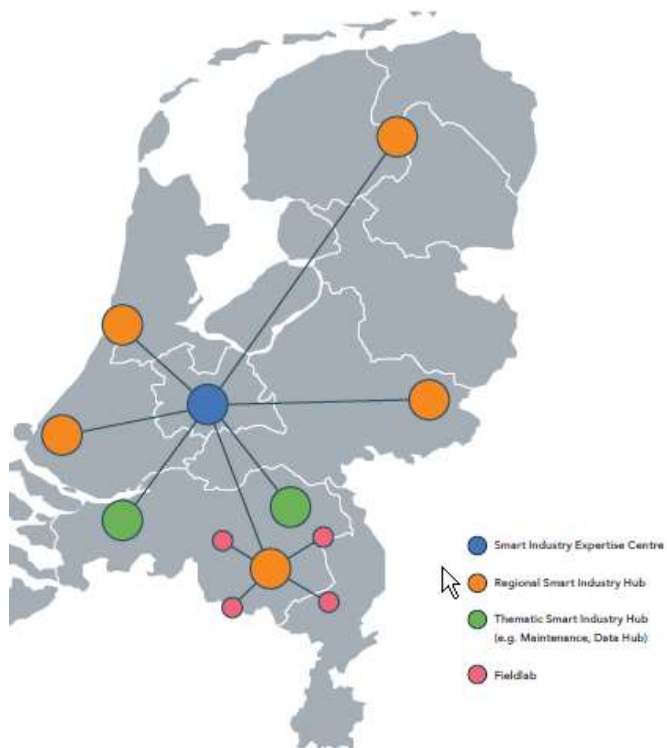 Smart Industry Expertise Centre
Regional Smart Industry Hub
Thematic Smart Industry Hub
(e.g. Maintenance, Data Hub)
Fieldlab